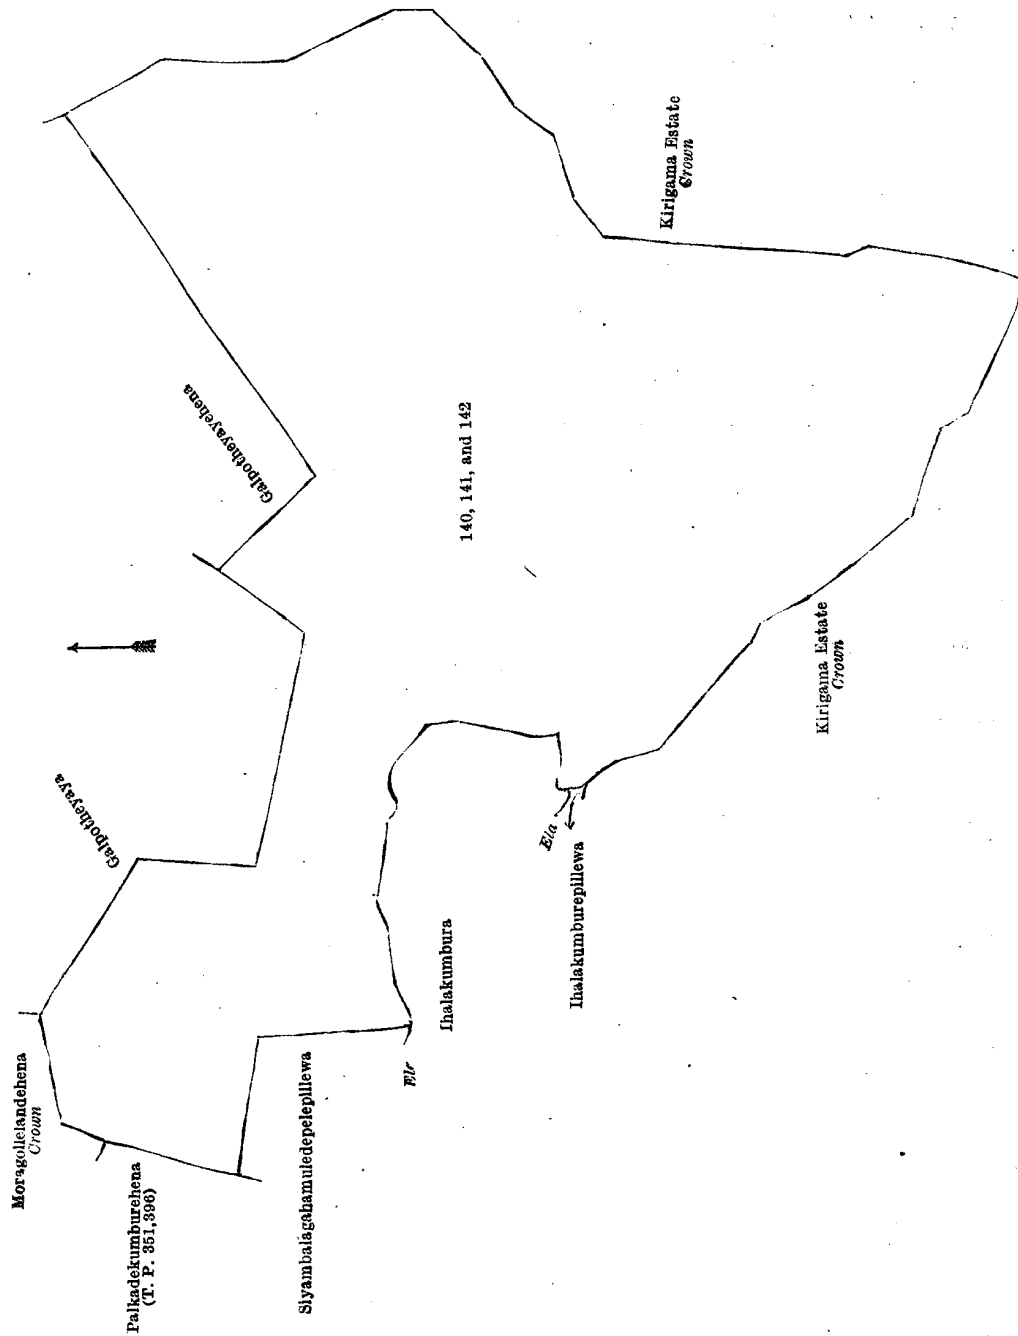 Moragollelandehena
Crown
Palkadekumburehena
(T. P. 351,396)
Siyambalagahamuledepelepillewa
Galpotheyaya
Galpotheyayehena
Ela
Ihalakumbura
Ela
Ihalakumburepillewa
140, 141, and 142
Kirigama Estate
Crown
Kirigama Estate
Crown